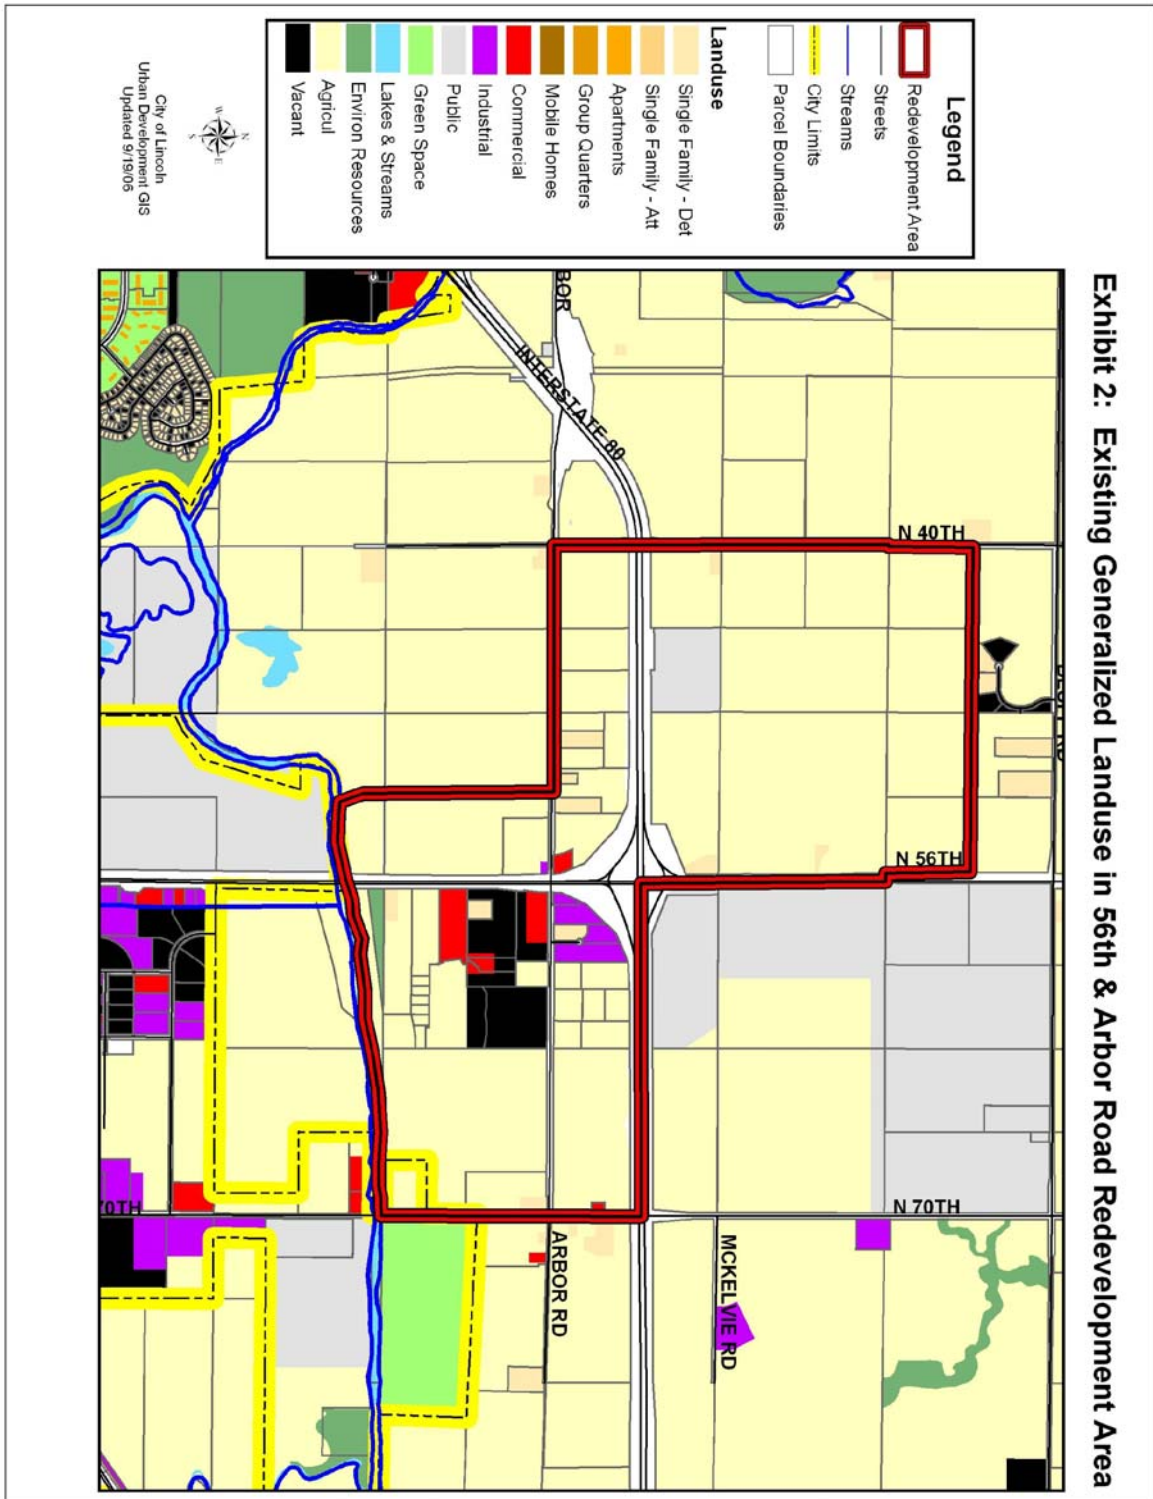 Exhibit 2: Existing Generalized Landuse in 56th & Arbor Road Redevelopment Area
Legend
Redevelopment Area
Streets
Streams
City Limits
Parcel Boundaries
Landuse
Single Family - Det
Single Family - Att
Apartments
Group Quarters
Mobile Homes
Commercial
Industrial
Public
Green Space
Lakes & Streams
Environ Resources
Agricul
Vacant
N
W
E
S
City of Lincoln
Urban Development GIS
Updated 9/19/06
N 40TH
N 56TH
N 70TH
MCKELVIE RD
INTERSTATE 80
BOR
ARBOR RD
70TH